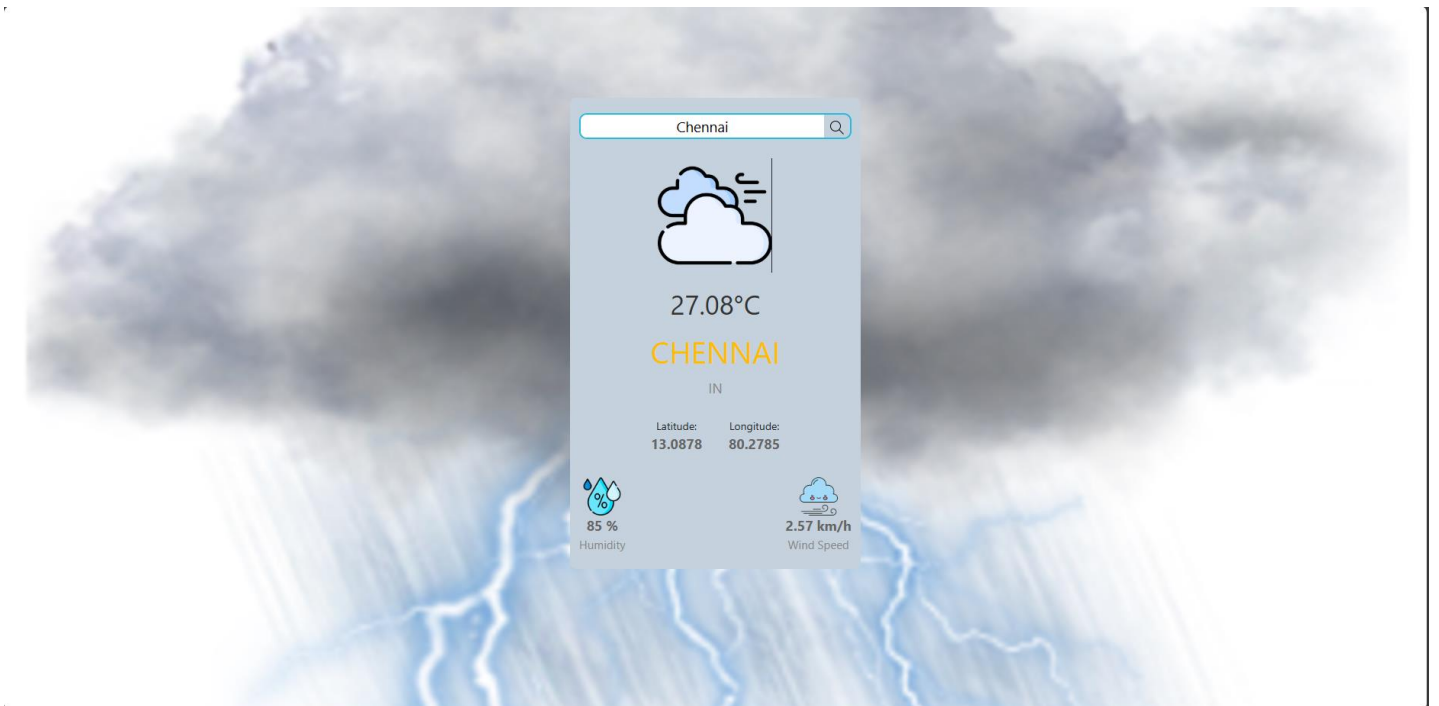 Chennai
27.08°C
CHENNAI
IN
Latitude: Longitude:
13.0878 80.2785
%
85 % 2.57 km/h
Humidity Wind Speed